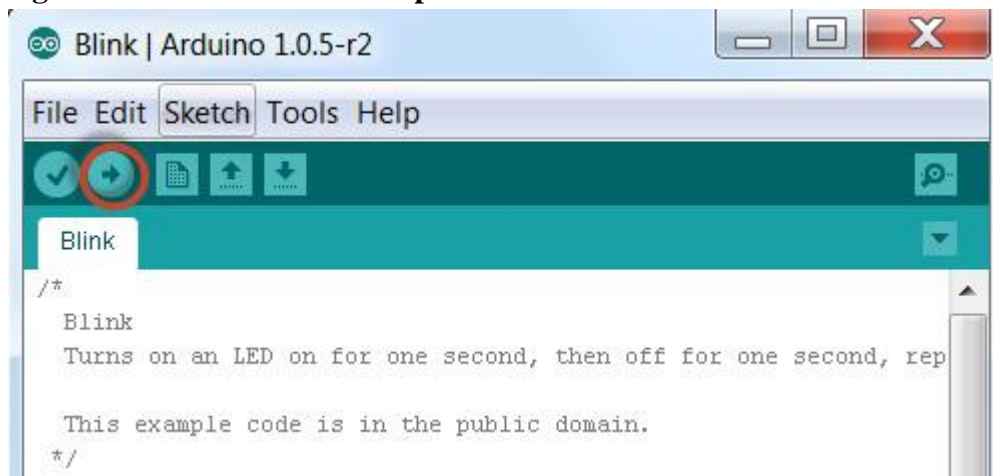 Blink | Arduino 1.0.5-r2
File Edit Sketch Tools Help
Blink
/*
Blink
Turns on an LED on for one second, then off for one second, rep
This example code is in the public domain.
*/